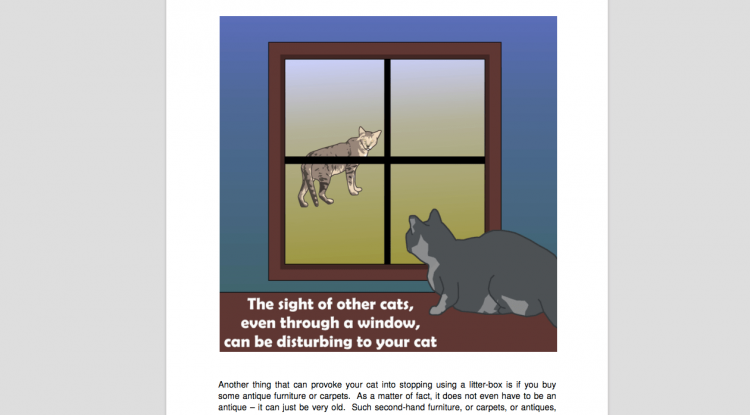 The sight of other cats,
even through a window,
can be disturbing to your cat
Another thing that can provoke your cat into stopping using a litter-box is if you buy
some antique furniture or carpets. As a matter of fact, it does not even have to be an
antique – it can just be very old. Such second-hand furniture, or carpets, or antiques,